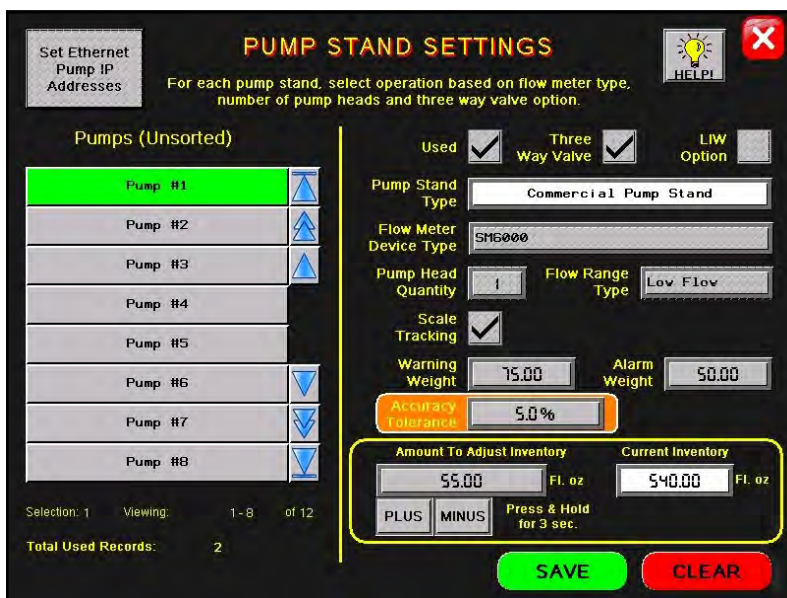 Set Ethernet
Pump IP
Addresses
PUMP STAND SETTINGS
For each pump stand, select operation based on flow meter type,
number of pump heads and three way valve option.
HELP!
X
Pumps (Unsorted)
Pump #1
Pump #2
Pump #3
Pump #4
Pump #5
Pump #6
Pump #7
Pump #8
Selection: 1 Viewing: 1 - 8 of 12
Total Used Records: 2
Used
Three
Way Valve
LIW
Option
Pump Stand
Type
Commercial Pump Stand
Flow Meter
Device Type
SM6000
Pump Head
Quantity
1
Flow Range
Type
Low Flow
Scale
Tracking
Warning
Weight
75.00
Alarm
Weight
50.00
Accuracy
Tolerance
5.0%
Amount To Adjust Inventory
Current Inventory
55.00 Fl. oz
540.00 Fl. oz
PLUS MINUS
Press & Hold
for 3 sec.
SAVE CLEAR